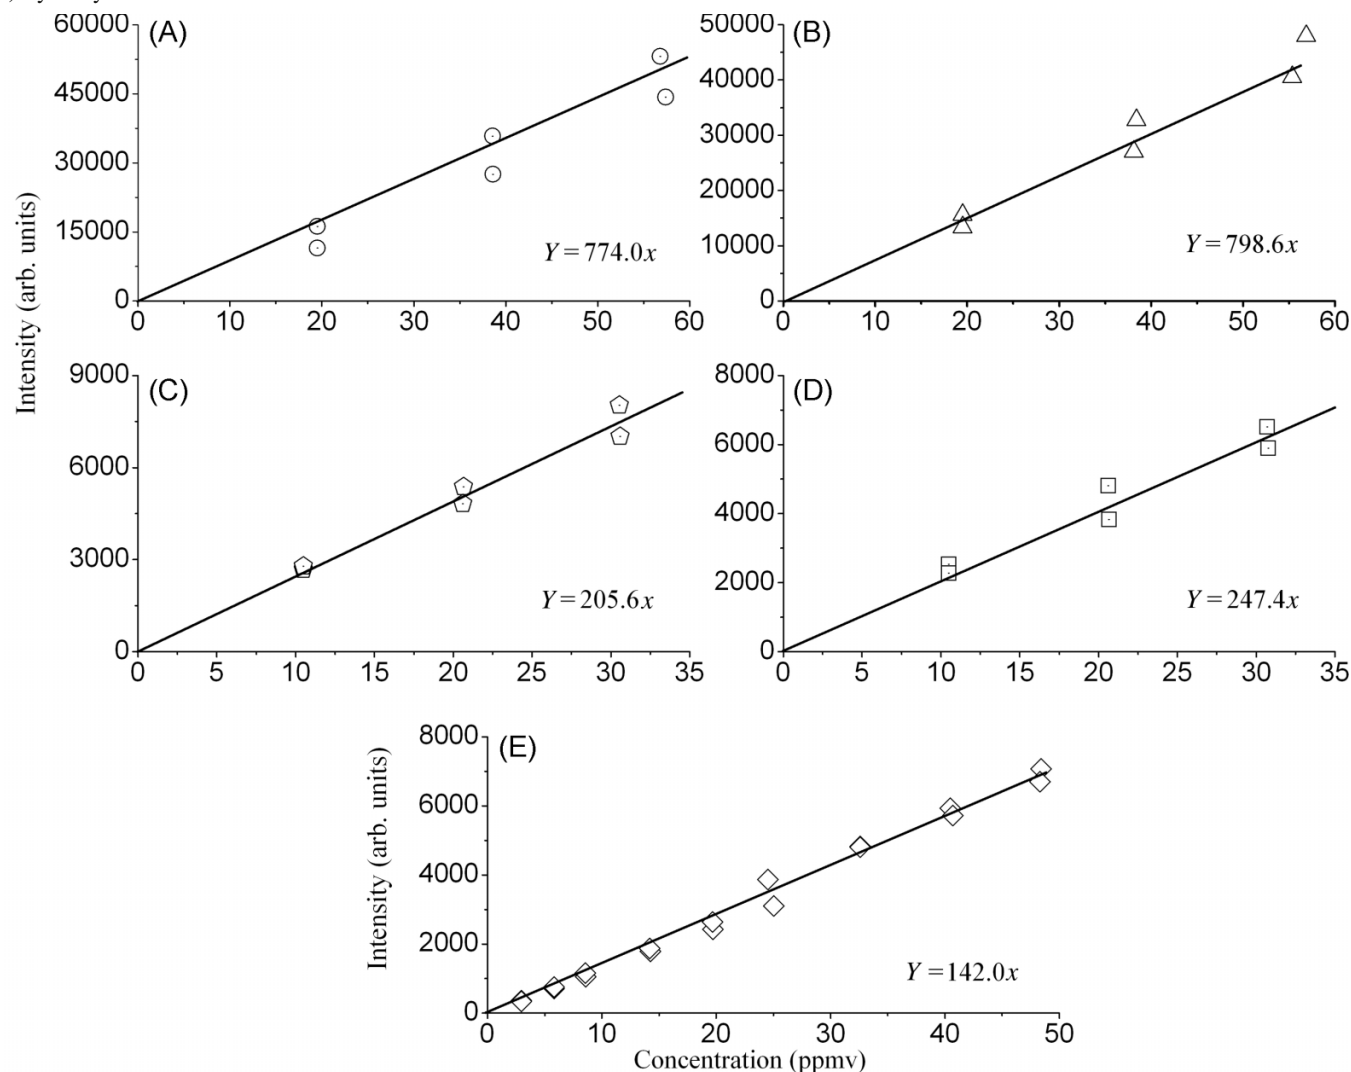 (A)
60000
45000
30000
15000
0
0 10 20 30 40 50 60
Y=774.0x
(B)
50000
40000
30000
20000
10000
0
0 10 20 30 40 50 60
Y=798.6x
Intensity (arb. units)
(C)
9000
6000
3000
0
0 5 10 15 20 25 30 35
Y=205.6x
(D)
8000
6000
4000
2000
0
0 5 10 15 20 25 30 35
Y=247.4x
(E)
8000
6000
4000
2000
0
0 10 20 30 40 50
Y=142.0x
Intensity (arb. units)
Concentration (ppmv)